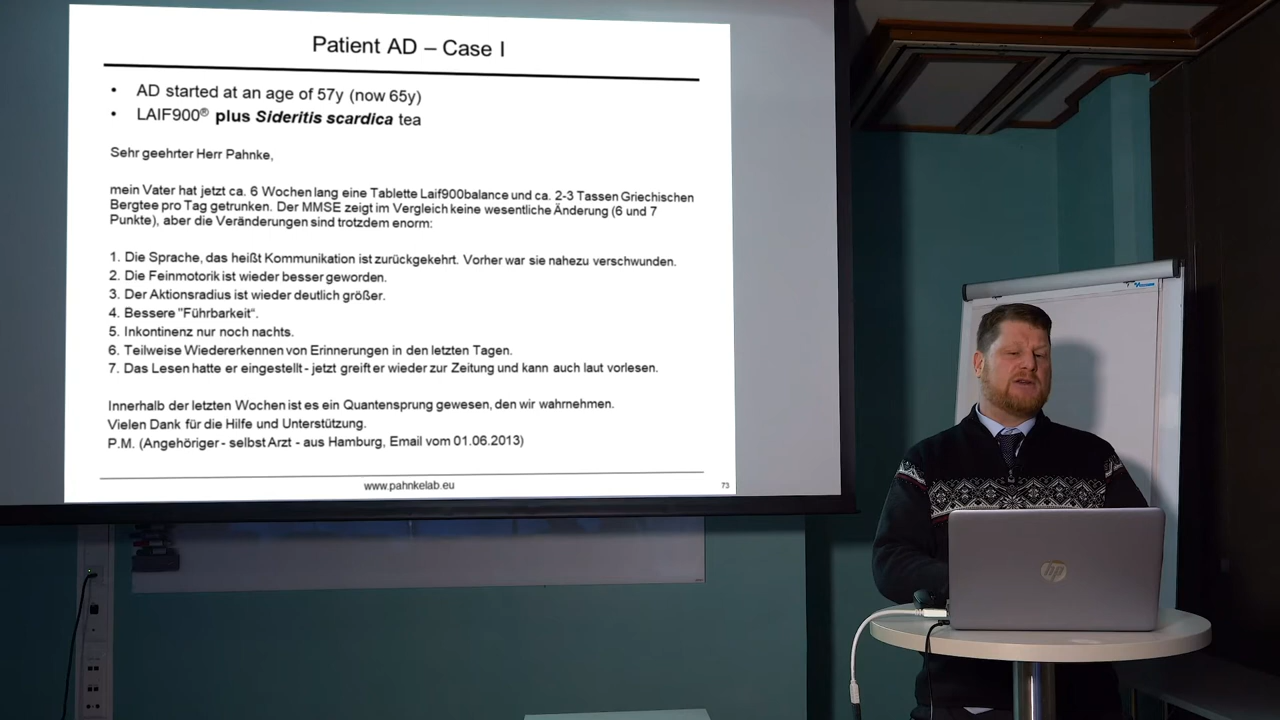 Patient AD – Case I
• AD started at an age of 57y (now 65y)
• LAIF900® plus Sideritis scardica tea
Sehr geehrter Herr Pahnke,
mein Vater hat jetzt ca. 6 Wochen lang eine Tablette Laif900balance und ca. 2-3 Tassen Griechischen
Bergtee pro Tag getrunken. Der MMSE zeigt im Vergleich keine wesentliche Änderung (6 und 7
Punkte), aber die Veränderungen sind trotzdem enorm:
1. Die Sprache, das heißt Kommunikation ist zurückgekehrt. Vorher war sie nahezu verschwunden.
2. Die Feinmotorik ist wieder besser geworden.
3. Der Aktionsradius ist wieder deutlich größer.
4. Bessere "Führbarkeit“.
5. Inkontinenz nur noch nachts.
6. Teilweise Wiedererkennen von Erinnerungen in den letzten Tagen.
7. Das Lesen hatte er eingestellt - jetzt greift er wieder zur Zeitung und kann auch laut vorlesen.
Innerhalb der letzten Wochen ist es ein Quantensprung gewesen, den wir wahrnehmen.
Vielen Dank für die Hilfe und Unterstützung.
P.M. (Angehöriger - selbst Arzt - aus Hamburg, Email vom 01.06.2013)
www.pahnkelab.eu
73
hp